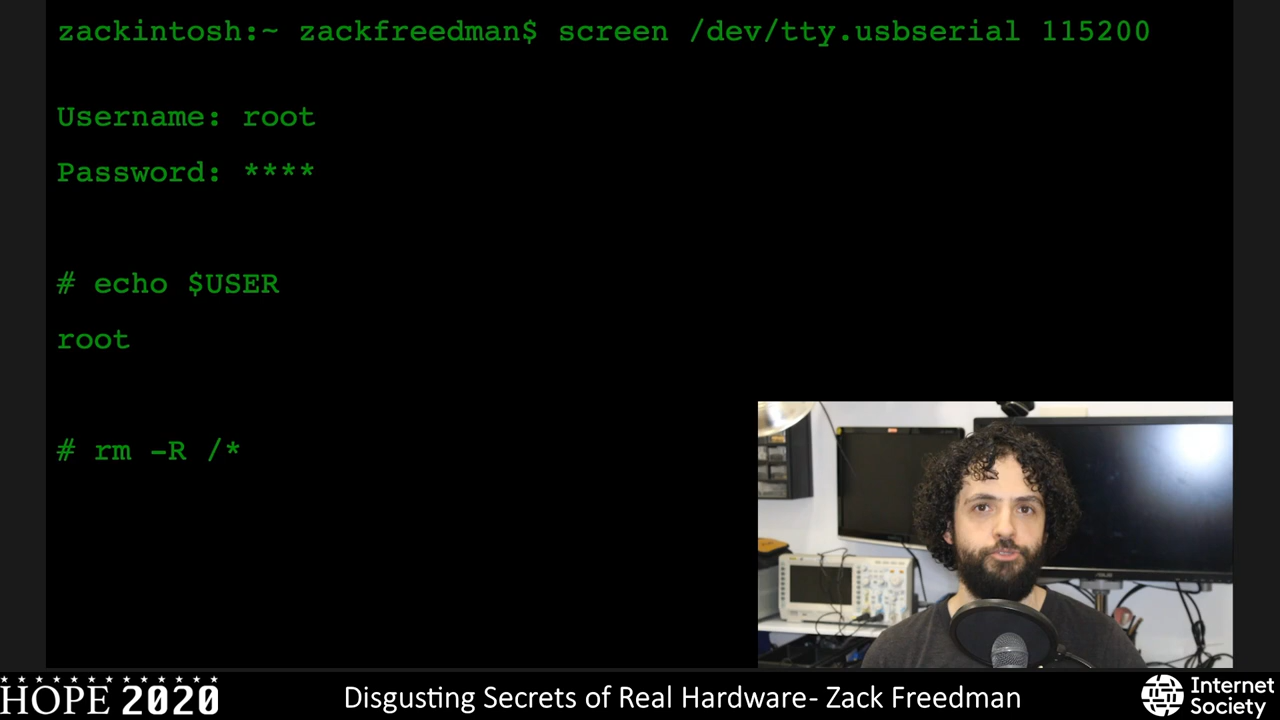 zackintosh:~ zackfreedman$ screen /dev/tty.usbserial 115200
Username: root
Password: ****
# echo $USER
root
# rm -R /*
HOPE 2020
Disgusting Secrets of Real Hardware- Zack Freedman
Internet
Society